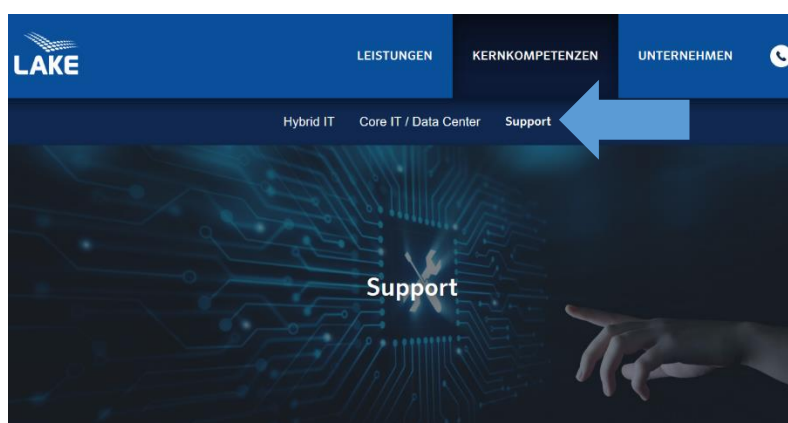 LAKE
LEISTUNGEN KERNKOMPETENZEN UNTERNEHMEN
Hybrid IT Core IT / Data Center Support
Support